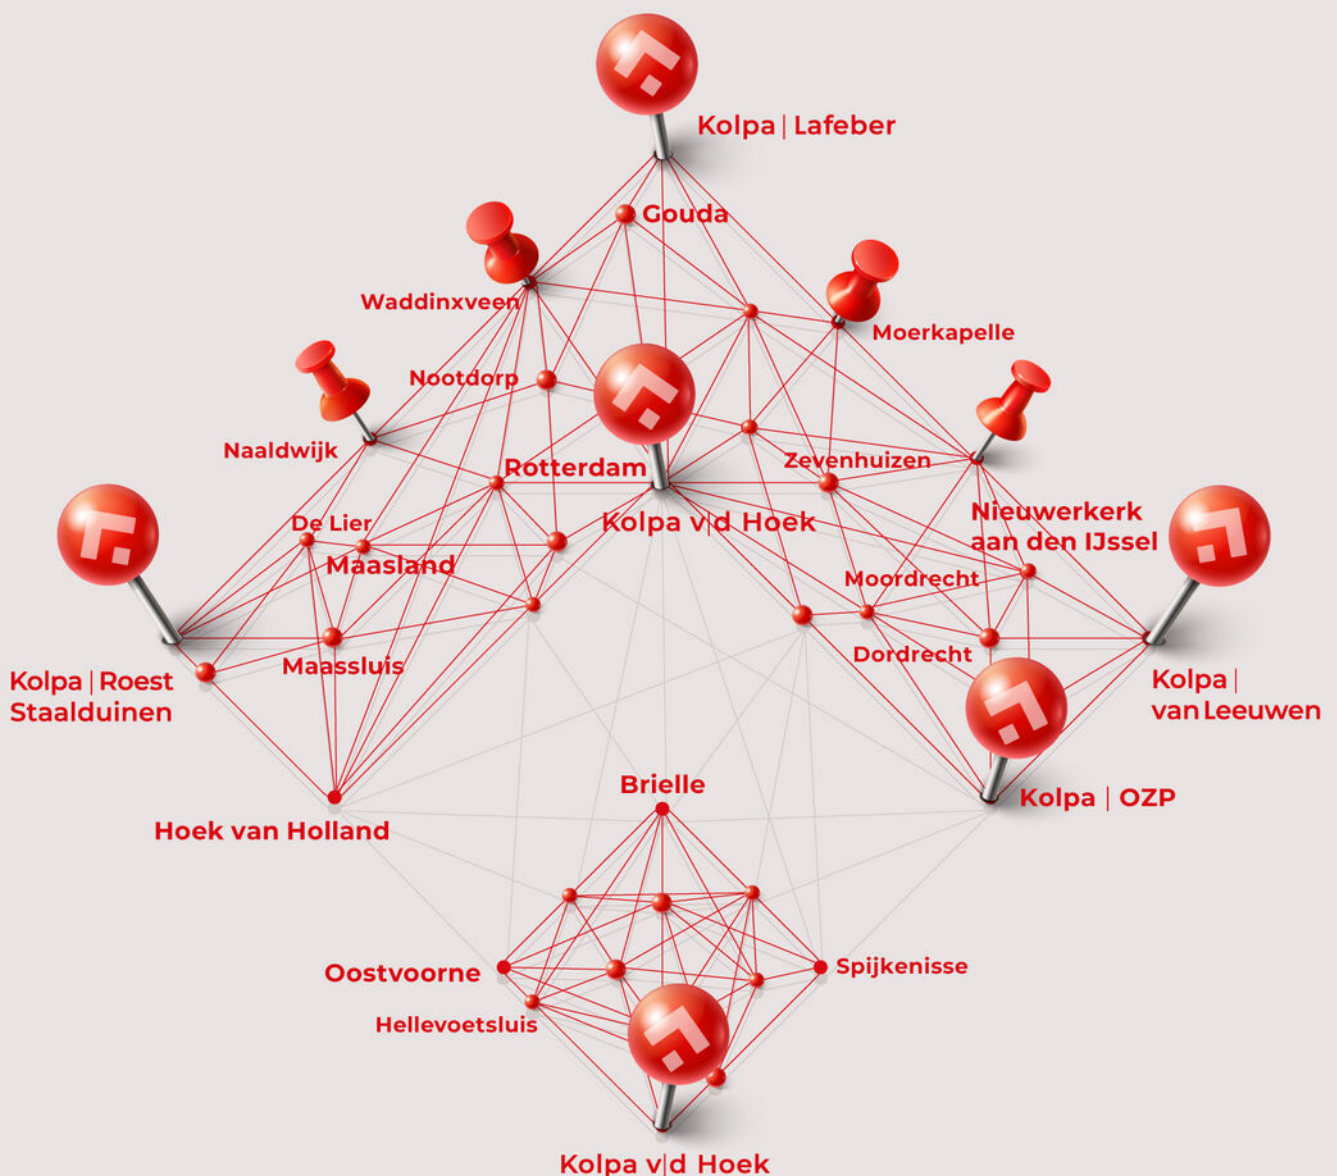 Kolpa | Lafeber
Gouda
Waddinxveen
Moerkapelle
Nootdorp
Naaldwijk
Rotterdam
Zevenhuizen
Kolpa v|d Hoek
Nieuwerkerk
aan den IJssel
De Lier
Maasland
Moordrecht
Maassluis
Dordrecht
Kolpa | Roest
Staalduinen
Kolpa |
van Leeuwen
Brielle
Kolpa | OZP
Hoek van Holland
Oostvoorne
Spijkenisse
Hellevoetsluis
Kolpa v|d Hoek